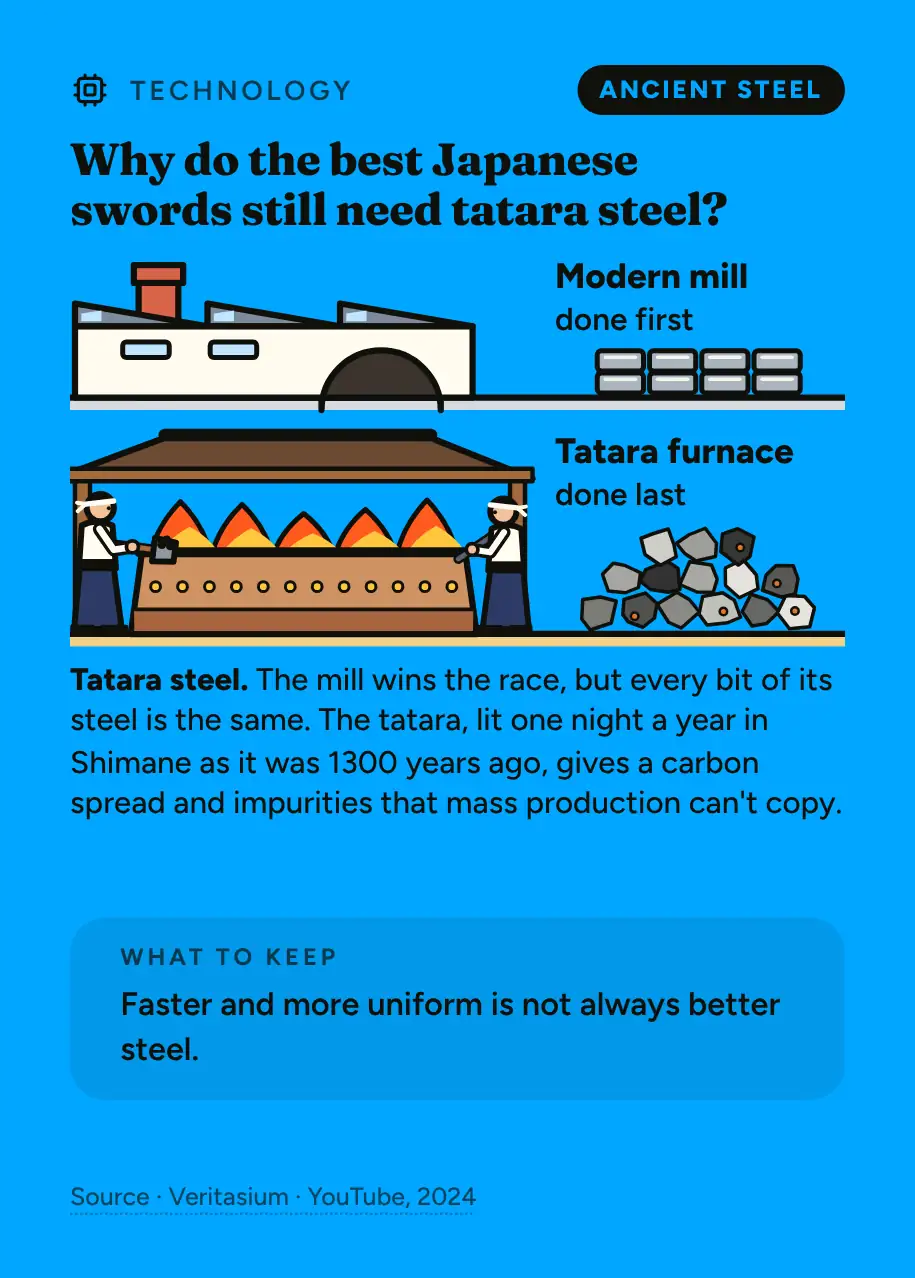 TECHNOLOGY
ANCIENT STEEL
Why do the best Japanese
swords still need tatara steel?
Modern mill
done first
Tatara furnace
done last
Tatara steel. The mill wins the race, but every bit of its
steel is the same. The tatara, lit one night a year in
Shimane as it was 1300 years ago, gives a carbon
spread and impurities that mass production can't copy.
WHAT TO KEEP
Faster and more uniform is not always better
steel.
Source · Veritasium · YouTube, 2024